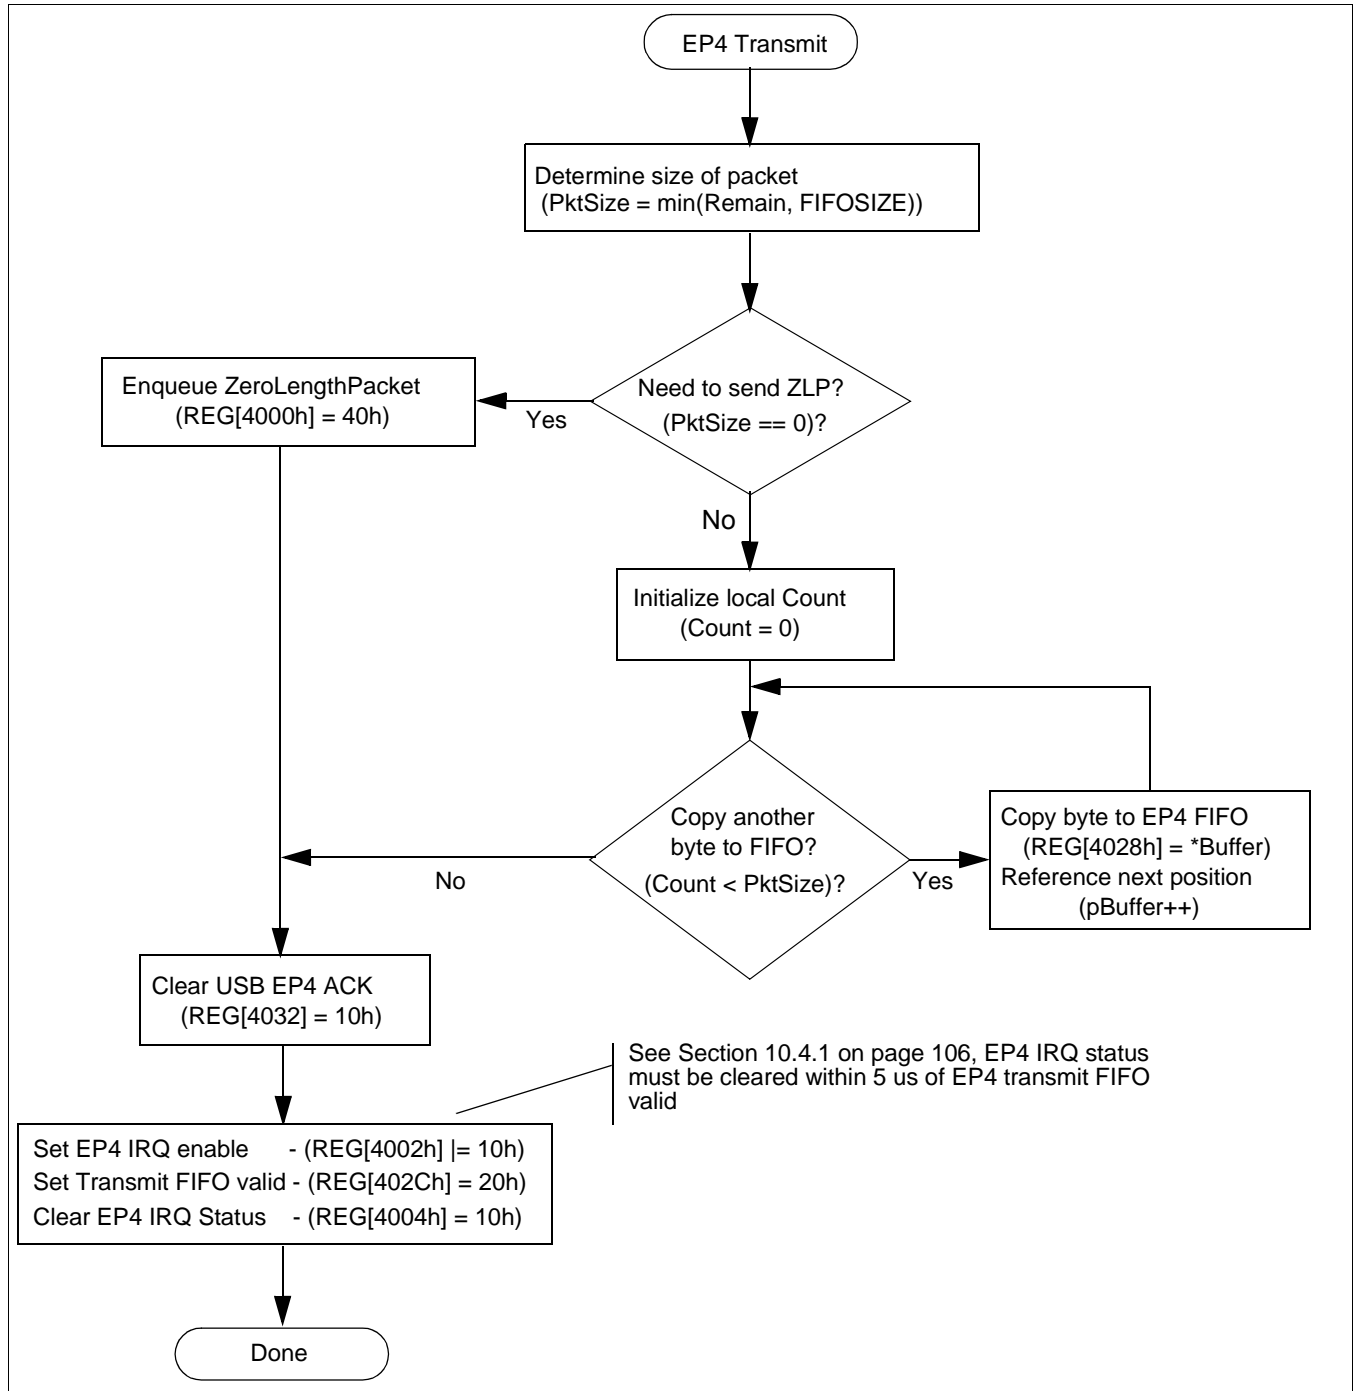 EP4 Transmit
Determine size of packet
(PktSize = min(Remain, FIFOSIZE))
Need to send ZLP?
(PktSize == 0)?
Yes
Enqueue ZeroLengthPacket
(REG[4000h] = 40h)
No
Initialize local Count
(Count = 0)
Copy another
byte to FIFO?
(Count < PktSize)?
Yes
Copy byte to EP4 FIFO
(REG[4028h] = *Buffer)
Reference next position
(pBuffer++)
No
Clear USB EP4 ACK
(REG[4032] = 10h)
See Section 10.4.1 on page 106, EP4 IRQ status
must be cleared within 5 us of EP4 transmit FIFO
valid
Set EP4 IRQ enable - (REG[4002h] |= 10h)
Set Transmit FIFO valid - (REG[402Ch] = 20h)
Clear EP4 IRQ Status - (REG[4004h] = 10h)
Done